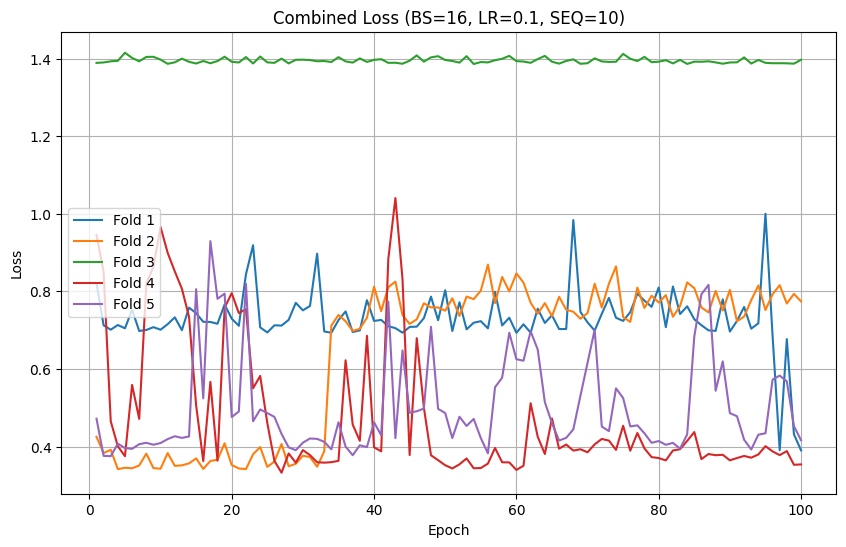 Combined Loss (BS=16, LR=0.1, SEQ=10)
Loss
1.4
1.2
1.0
0.8
0.6
0.4
Fold 1
Fold 2
Fold 3
Fold 4
Fold 5
0
20
40
60
80
100
Epoch